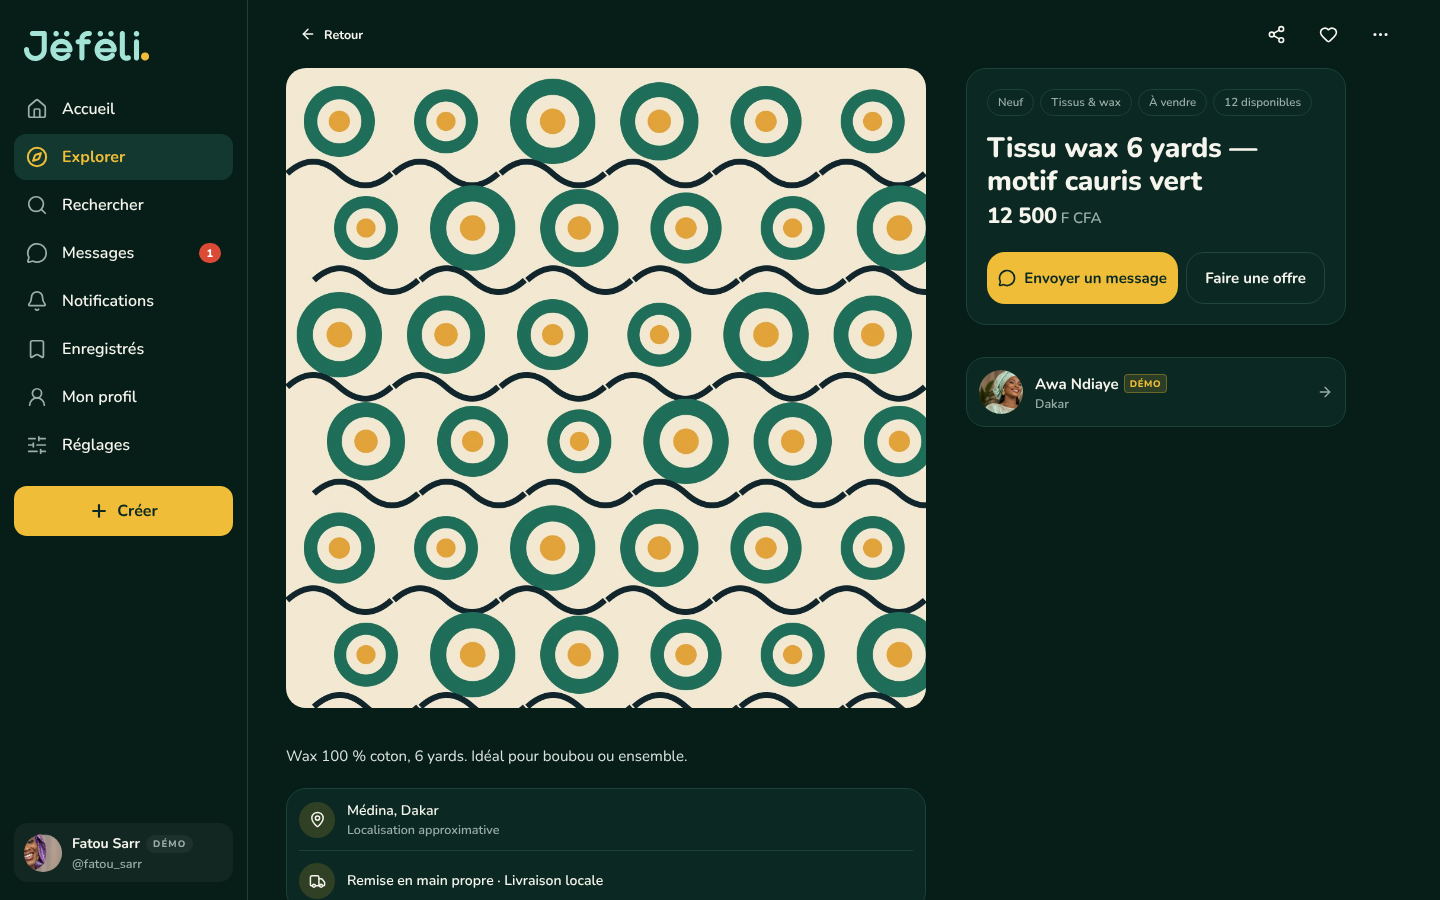 Jëfëli.
Accueil
Explorer
Rechercher
Messages
1
Notifications
Enregistrés
Mon profil
Réglages
Créer
Fatou Sarr DÉMO
@fatou_sarr
Retour
Neuf
Tissus & wax
À vendre
12 disponibles
Tissu wax 6 yards —
motif cauris vert
12 500 F CFA
Envoyer un message
Faire une offre
Awa Ndiaye DÉMO
Dakar
Wax 100 % coton, 6 yards. Idéal pour boubou ou ensemble.
Médina, Dakar
Localisation approximative
Remise en main propre · Livraison locale